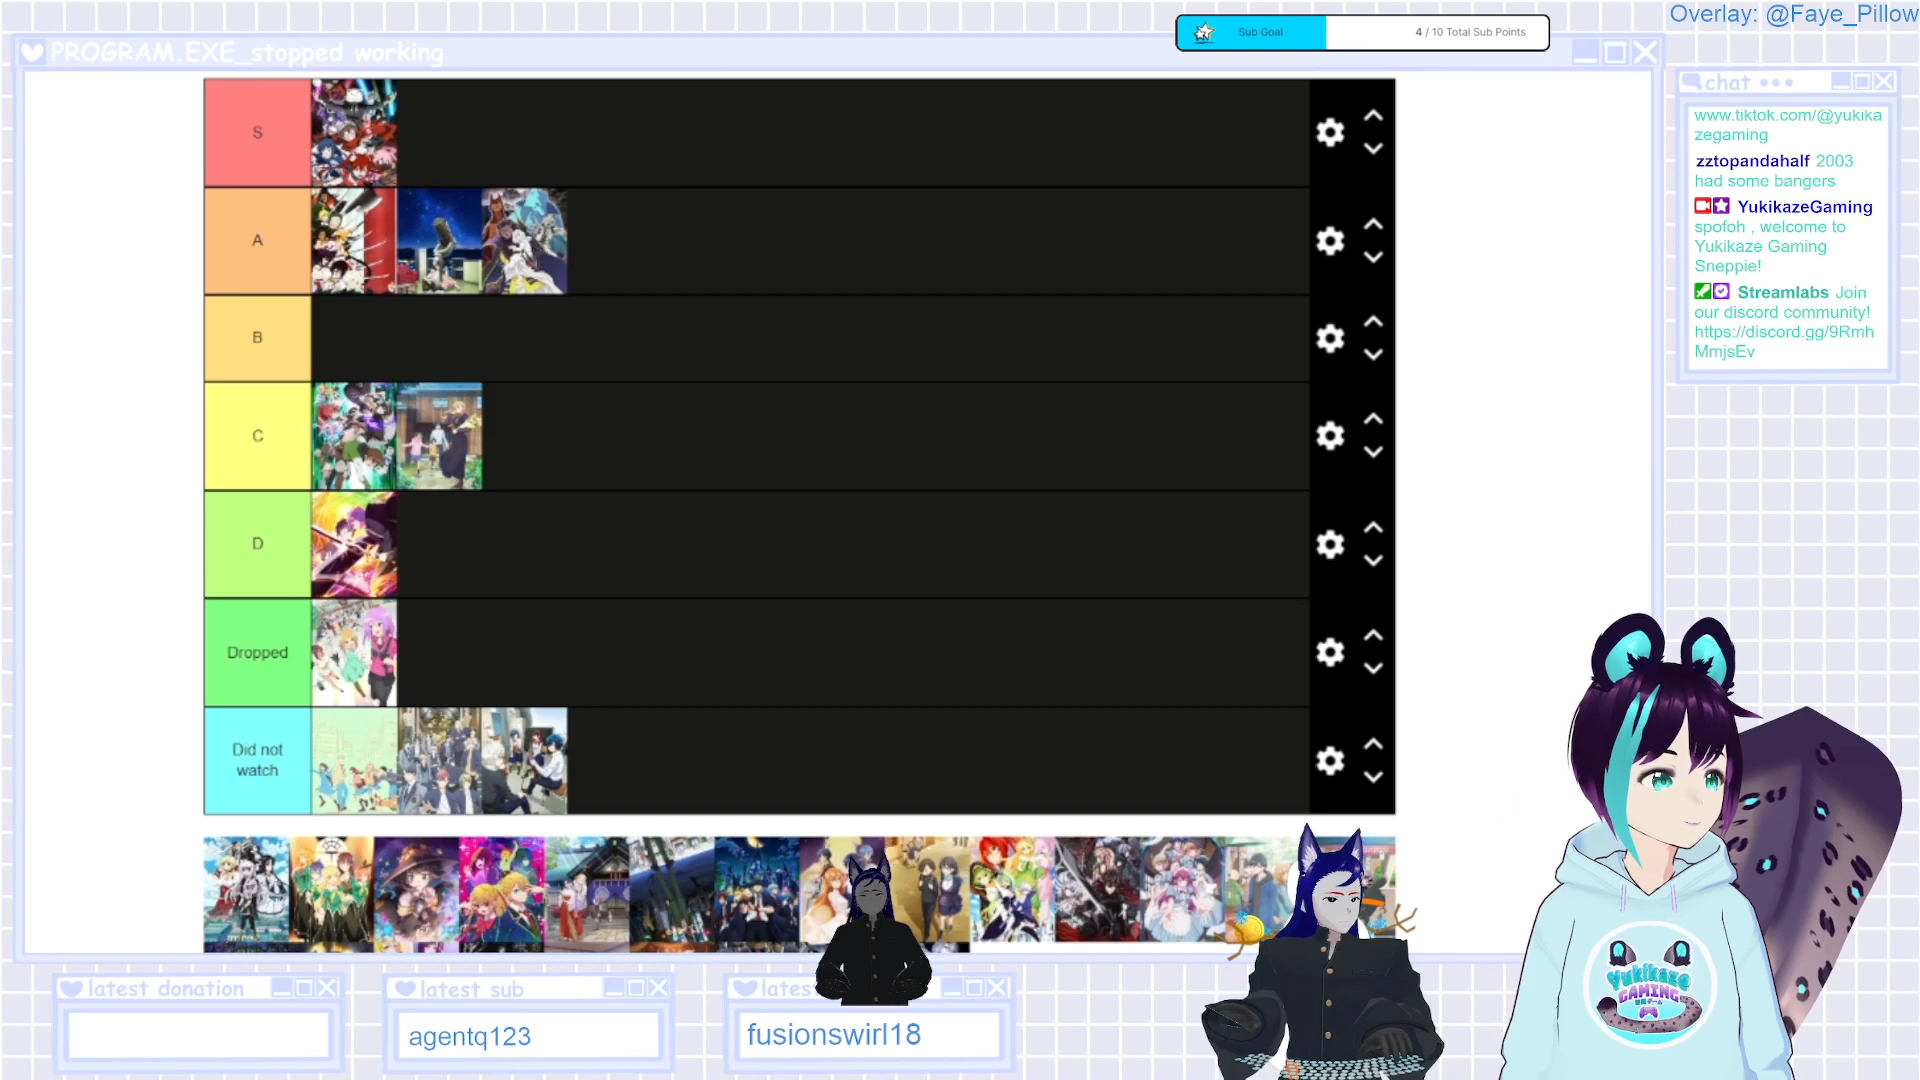 Overlay: @Faye_Pillow
Sub Goal
4 / 10 Total Sub Points
PROGRAM.EXE_stopped working
chat
www.tiktok.com/@yukika
zegaming
zztopandahalf 2003
had some bangers
YukikazeGaming
spofoh , welcome to
Yukikaze Gaming
Sneppie!
Streamlabs Join
our discord community!
https://discord.gg/9Rmh
MmjsEv
S
A
B
C
D
Dropped
Did not
watch
latest donation
latest sub
agentq123
latest
fusionswirl18
Yukikaze
GAMING